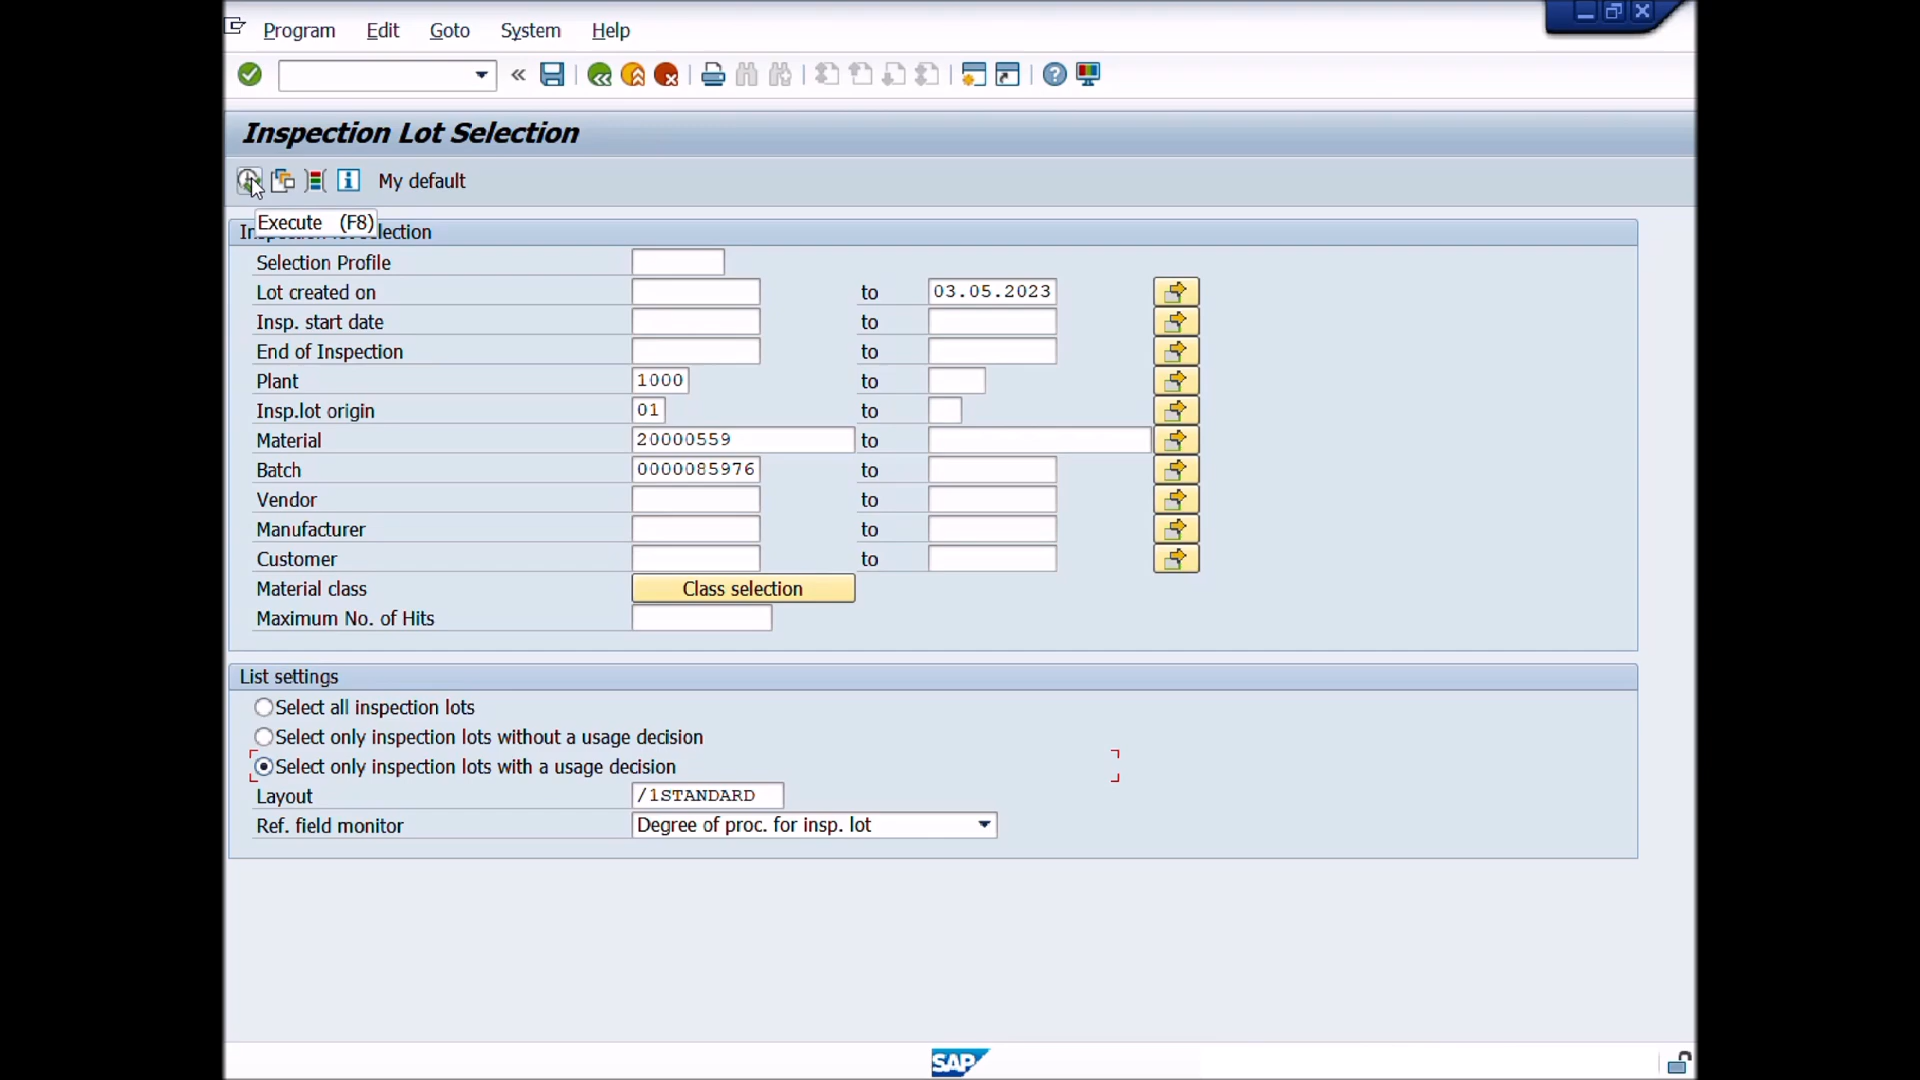 Program Edit Goto System Help
Inspection Lot Selection
My default
Execute (F8)
Selection Profile
Lot created on to 03.05.2023
Insp. start date to
End of Inspection to
Plant 1000 to
Insp.lot origin 01 to
Material 20000559 to
Batch 0000085976 to
Vendor to
Manufacturer to
Customer to
Material class Class selection
Maximum No. of Hits
List settings
Select all inspection lots
Select only inspection lots without a usage decision
Select only inspection lots with a usage decision
Layout /1STANDARD
Ref. field monitor Degree of proc. for insp. lot
SAP